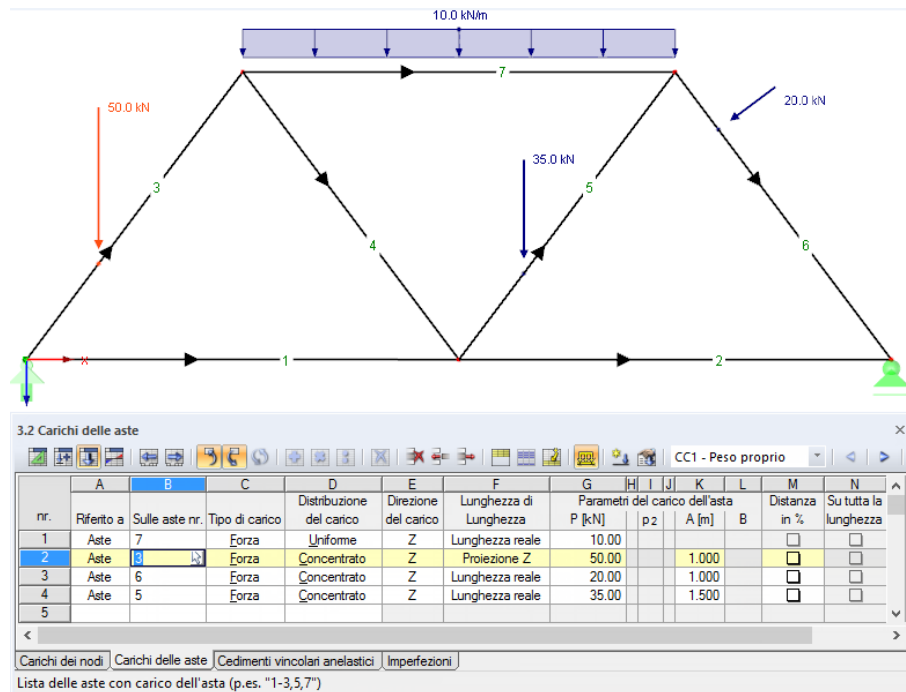 10.0 kN/m
7
50.0 kN
20.0 kN
35.0 kN
3
5
4
6
X
1
2
3.2 Carichi delle aste
CC1 - Peso proprio
A B C D E F G H I J K L M N
Distribuzione Direzione Lunghezza di Parametri del carico dell'asta Distanza Su tutta la
nr. Riferito a Sulle aste nr. Tipo di carico del carico del carico Lunghezza P [kN] p2 A [m] B in % lunghezza
1 Aste 7 Forza Uniforme Z Lunghezza reale 10.00
2 Aste 3 Forza Concentrato Z Proiezione Z 50.00 1.000
3 Aste 6 Forza Concentrato Z Lunghezza reale 20.00 1.000
4 Aste 5 Forza Concentrato Z Lunghezza reale 35.00 1.500
5
Carichi dei nodi Carichi delle aste Cedimenti vincolari anelastici Imperfezioni
Lista delle aste con carico dell'asta (p.es. "1-3,5,7")